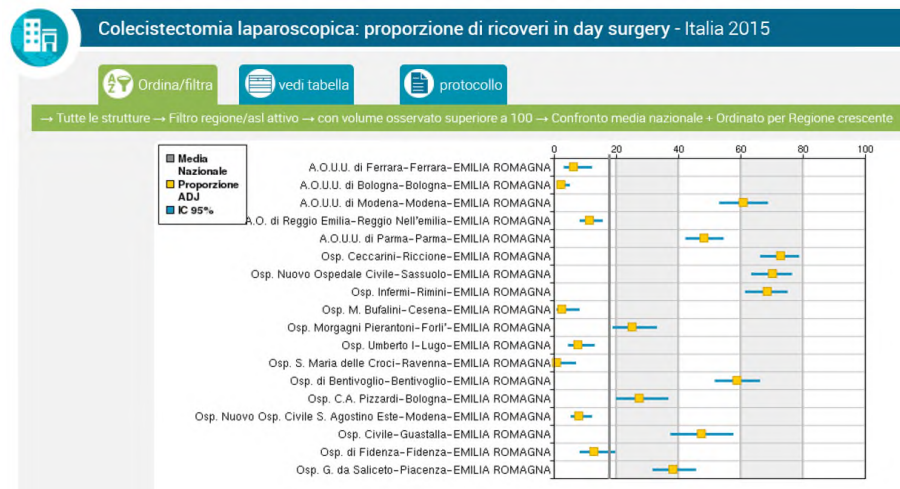 Colecistectomia laparoscopica: proporzione di ricoveri in day surgery - Italia 2015
A Z Ordina/filtra
vedi tabella
protocollo
→ Tutte le strutture → Filtro regione/asl attivo → con volume osservato superiore a 100 → Confronto media nazionale + Ordinato per Regione crescente
0 20 40 60 80 100
Media
Nazionale
Proporzione
ADJ
IC 95%
A.O.U.U. di Ferrara-Ferrara-EMILIA ROMAGNA
A.O.U.U. di Bologna-Bologna-EMILIA ROMAGNA
A.O.U.U. di Modena-Modena-EMILIA ROMAGNA
A.O. di Reggio Emilia-Reggio Nell'emilia-EMILIA ROMAGNA
A.O.U.U. di Parma-Parma-EMILIA ROMAGNA
Osp. Ceccarini-Riccione-EMILIA ROMAGNA
Osp. Nuovo Ospedale Civile-Sassuolo-EMILIA ROMAGNA
Osp. Infermi-Rimini-EMILIA ROMAGNA
Osp. M. Bufalini-Cesena-EMILIA ROMAGNA
Osp. Morgagni Pierantoni-Forli'-EMILIA ROMAGNA
Osp. Umberto I-Lugo-EMILIA ROMAGNA
Osp. S. Maria delle Croci-Ravenna-EMILIA ROMAGNA
Osp. di Bentivoglio-Bentivoglio-EMILIA ROMAGNA
Osp. C.A. Pizzardi-Bologna-EMILIA ROMAGNA
Osp. Nuovo Osp. Civile S. Agostino Este-Modena-EMILIA ROMAGNA
Osp. Civile-Guastalla-EMILIA ROMAGNA
Osp. di Fidenza-Fidenza-EMILIA ROMAGNA
Osp. G. da Saliceto-Piacenza-EMILIA ROMAGNA